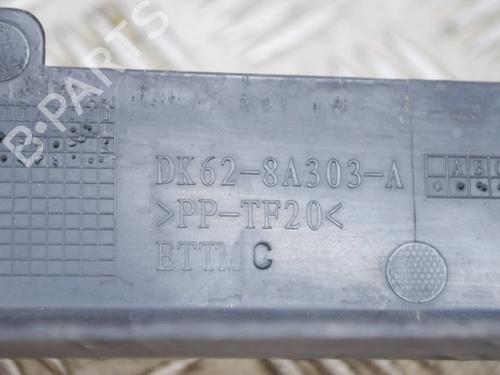 B-PARTS
DK62-8A303-A
>PP-TF20<
ETTM C
A B C